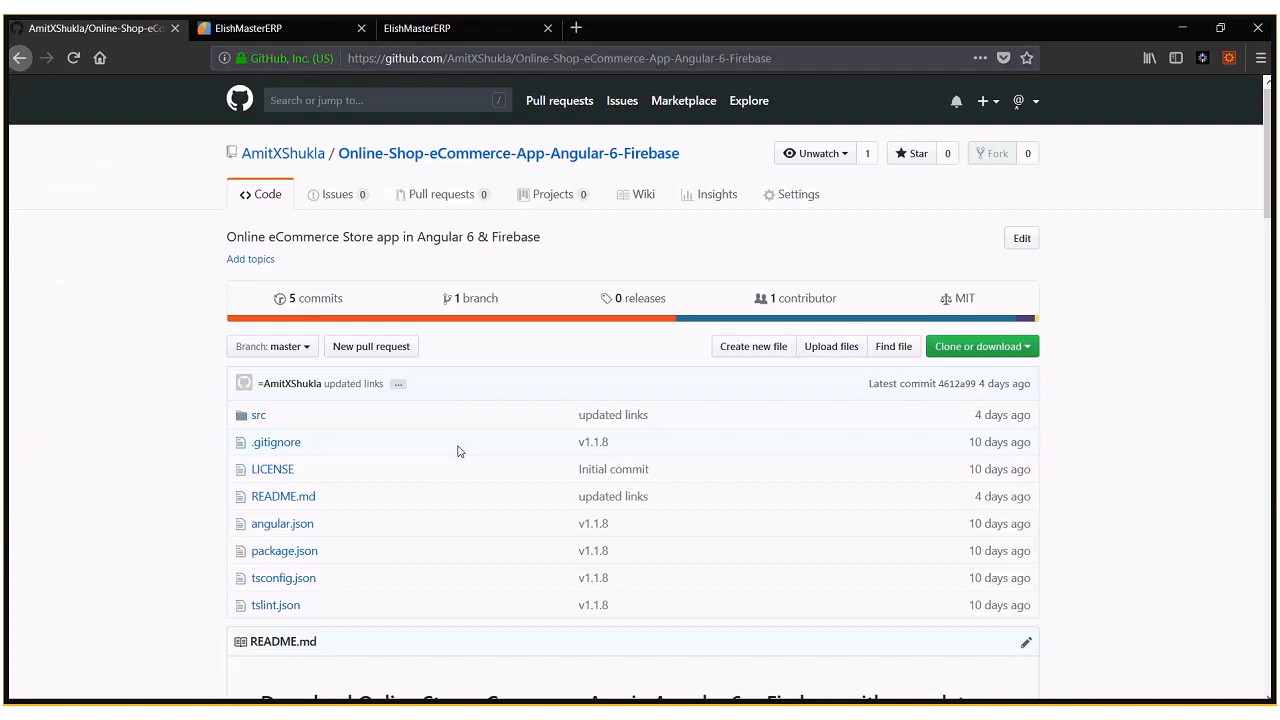 AmitXShukla/Online-Shop-eCo
ElishMasterERP
ElishMasterERP
GitHub, Inc. (US) https://github.com/AmitXShukla/Online-Shop-eCommerce-App-Angular-6-Firebase
Search or jump to... / Pull requests Issues Marketplace Explore
AmitXShukla / Online-Shop-eCommerce-App-Angular-6-Firebase Unwatch 1 Star 0 Fork 0
Code Issues 0 Pull requests 0 Projects 0 Wiki Insights Settings
Online eCommerce Store app in Angular 6 & Firebase Edit
Add topics
5 commits 1 branch 0 releases 1 contributor MIT
Branch: master New pull request Create new file Upload files Find file Clone or download
=AmitXShukla updated links ... Latest commit 4612a99 4 days ago
src updated links 4 days ago
.gitignore v1.1.8 10 days ago
LICENSE Initial commit 10 days ago
README.md updated links 4 days ago
angular.json v1.1.8 10 days ago
package.json v1.1.8 10 days ago
tsconfig.json v1.1.8 10 days ago
tslint.json v1.1.8 10 days ago
README.md